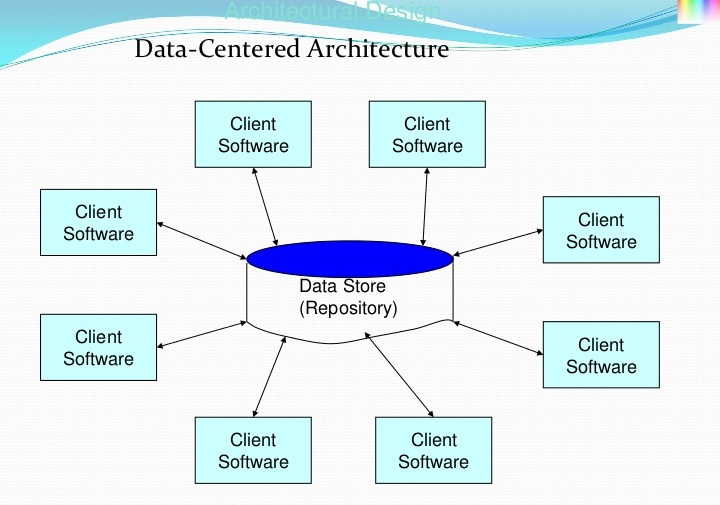 Architectural Design
Data-Centered Architecture
Client
Software
Client
Software
Client
Software
Client
Software
Data Store
(Repository)
Client
Software
Client
Software
Client
Software
Client
Software